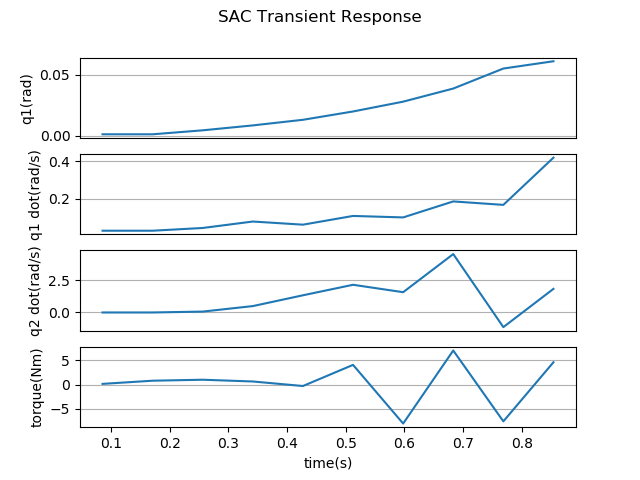 SAC Transient Response
0.05
0.00
q1(rad)
0.4
0.2
q1 dot(rad/s)
2.5
0.0
q2 dot(rad/s)
5
0
−5
torque(Nm)
0.1 0.2 0.3 0.4 0.5 0.6 0.7 0.8
time(s)